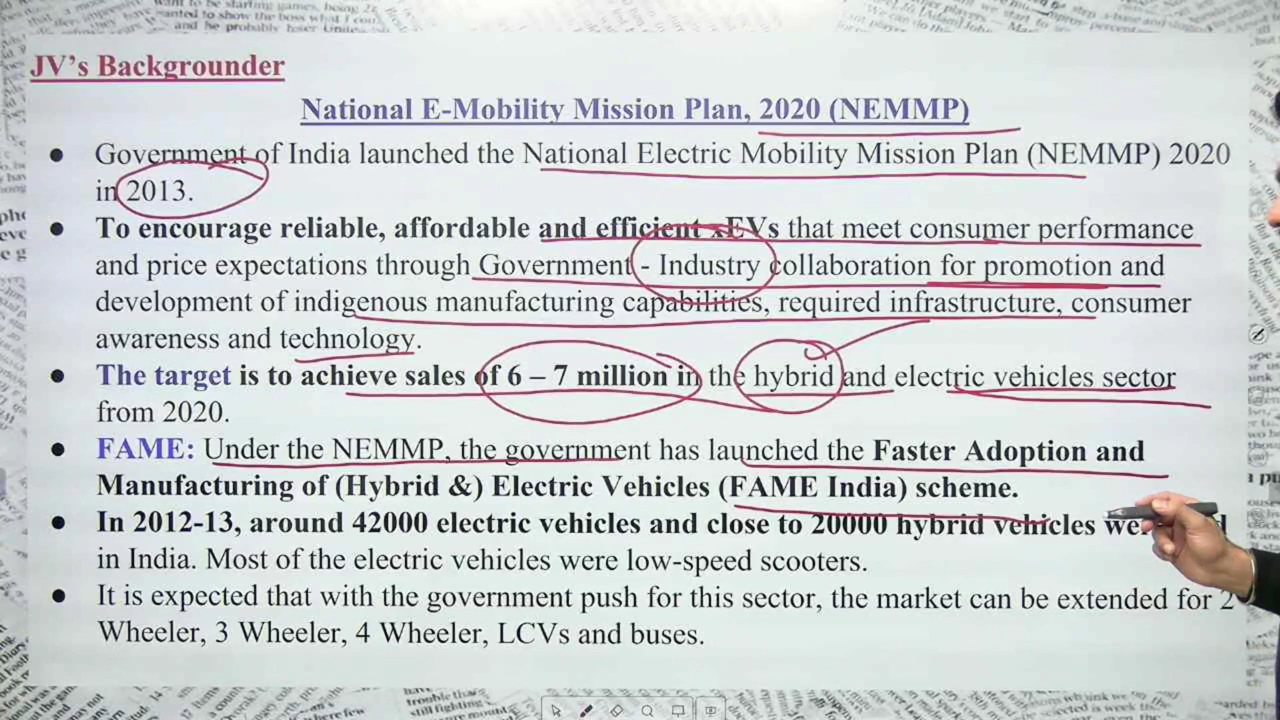 JV's Backgrounder
National E-Mobility Mission Plan, 2020 (NEMMP)
● Government of India launched the National Electric Mobility Mission Plan (NEMMP) 2020
in 2013.
● To encourage reliable, affordable and efficient xEVs that meet consumer performance
and price expectations through Government - Industry collaboration for promotion and
development of indigenous manufacturing capabilities, required infrastructure, consumer
awareness and technology.
● The target is to achieve sales of 6 – 7 million in the hybrid and electric vehicles sector
from 2020.
● FAME: Under the NEMMP, the government has launched the Faster Adoption and
Manufacturing of (Hybrid &) Electric Vehicles (FAME India) scheme.
● In 2012-13, around 42000 electric vehicles and close to 20000 hybrid vehicles
in India. Most of the electric vehicles were low-speed scooters.
● It is expected that with the government push for this sector, the market can be extended for 2
Wheeler, 3 Wheeler, 4 Wheeler, LCVs and buses.